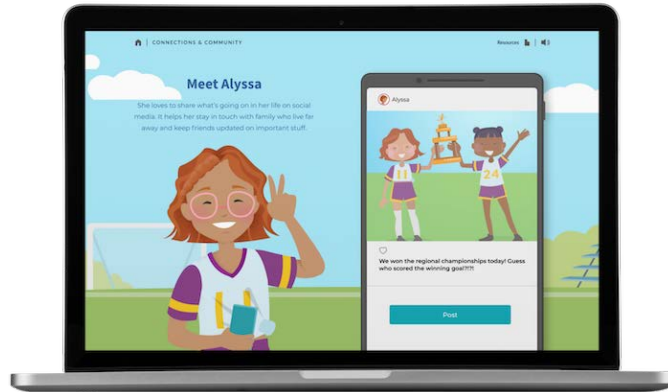 CONNECTIONS & COMMUNITY
Resources
Meet Alyssa
She loves to share what's going on in her life on social
media. It helps her stay in touch with family who live far
away and keep friends updated on important stuff.
Alyssa
11
24
We won the regional championships today! Guess
who scored the winning goal?!?!
Post
11